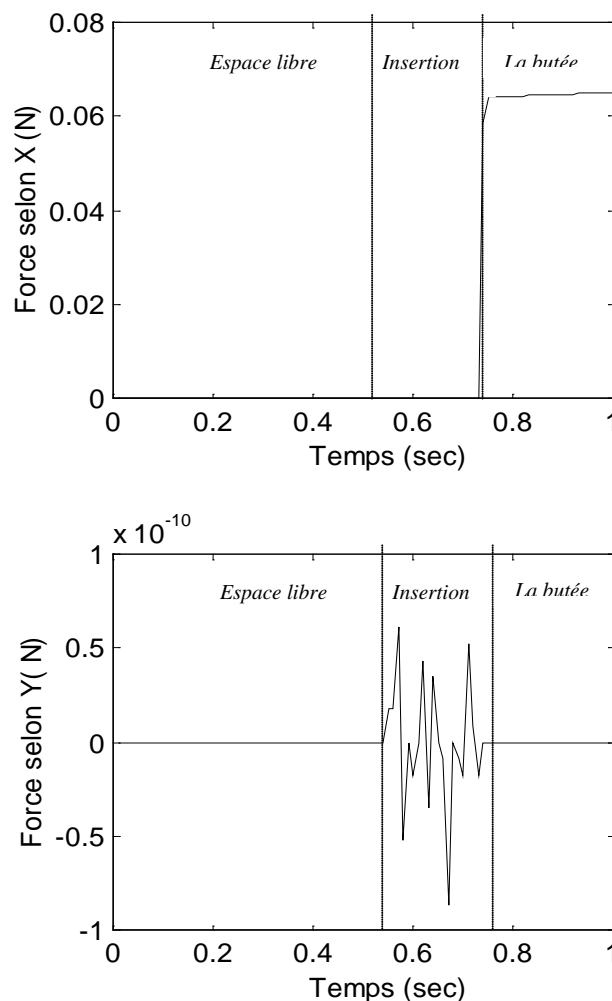 0.08
Espace libre
Insertion
La butée
0.06
0.04
0.02
0
Force selon X (N)
0
0.2
0.4
0.6
0.8
1
Temps (sec)
x 10^-10
1
Espace libre
Insertion
La butée
0.5
0
-0.5
-1
Force selon Y( N)
0
0.2
0.4
0.6
0.8
1
Temps (sec)